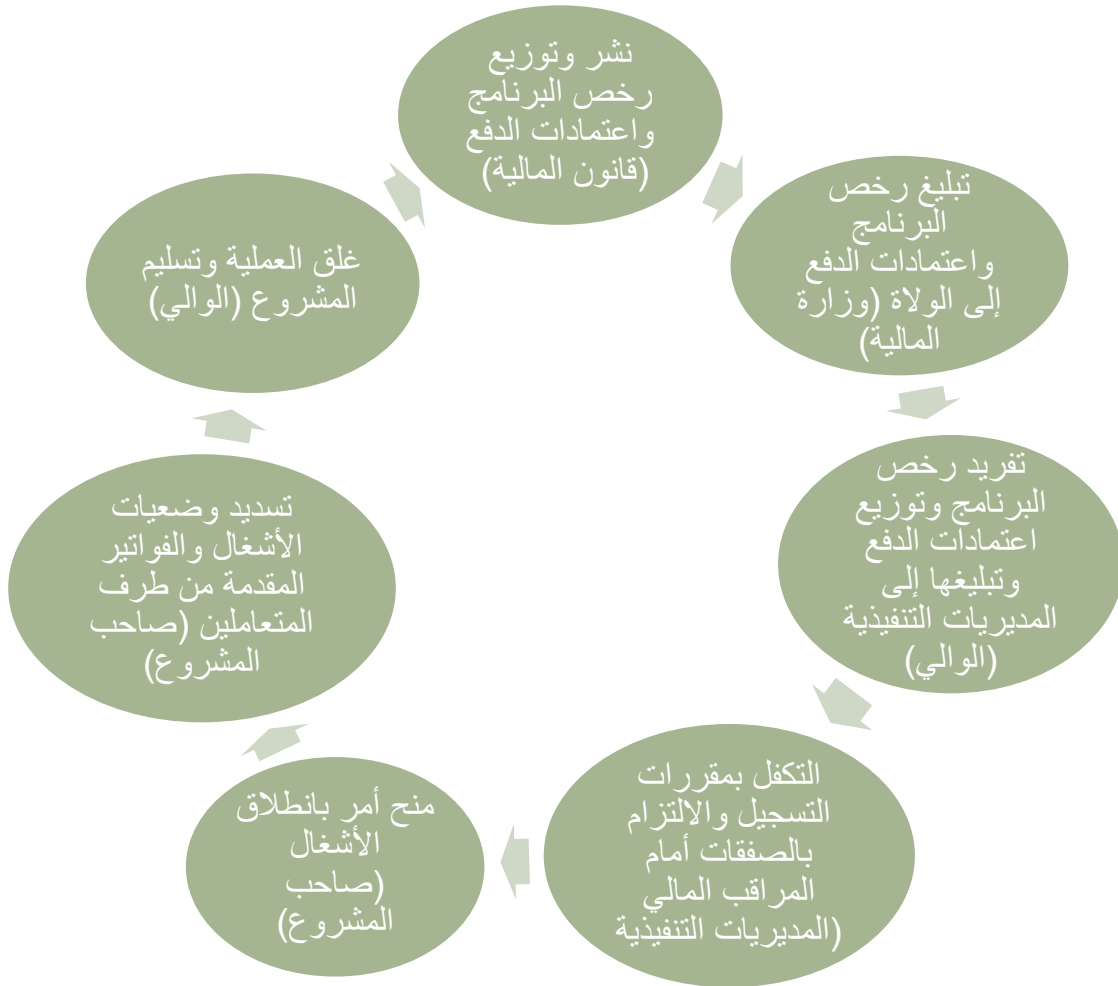 نشر وتوزيع
رخص البرنامج
واعتمادات الدفع
(قانون المالية)
تبليغ رخص
البرنامج
واعتمادات الدفع
إلى الولاة (وزارة
المالية)
تفريد رخص
البرنامج وتوزيع
اعتمادات الدفع
وتبليغها إلى
المديريات التنفيذية
(الوالي)
التكفل بمقررات
التسجيل والالتزام
بالصفقات أمام
المراقب المالي
(المديريات التنفيذية
منح أمر بانطلاق
الأشغال
(صاحب
المشروع)
تسديد وضعيات
الأشغال والفواتير
المقدمة من طرف
المتعاملين (صاحب
المشروع)
غلق العملية وتسليم
المشروع (الوالي)